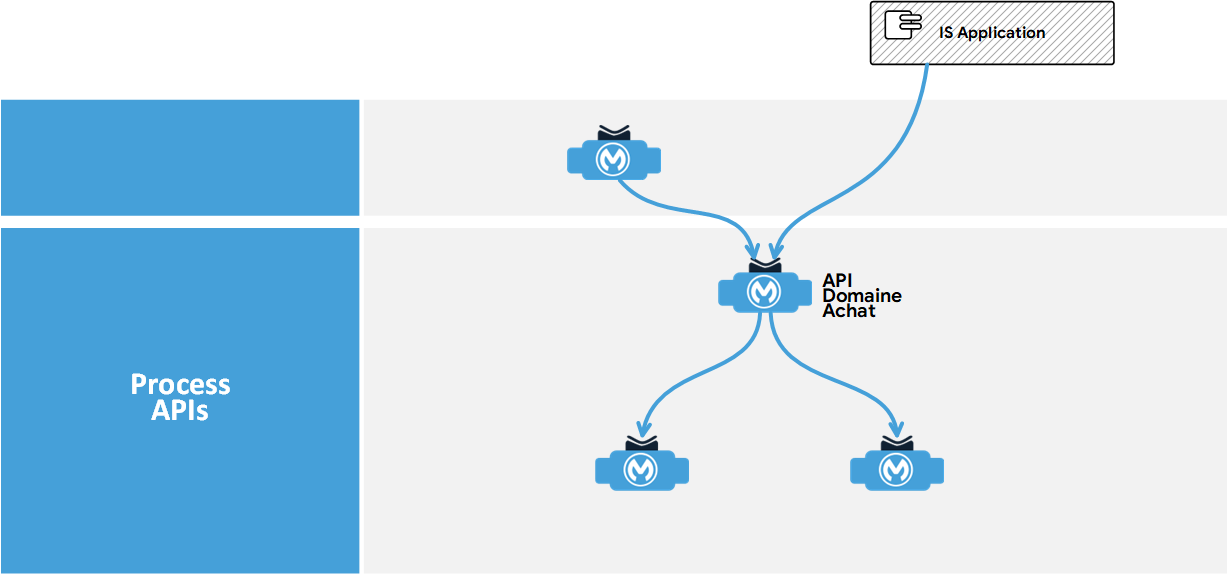 IS Application
API
Domaine
Achat
Process
APIs